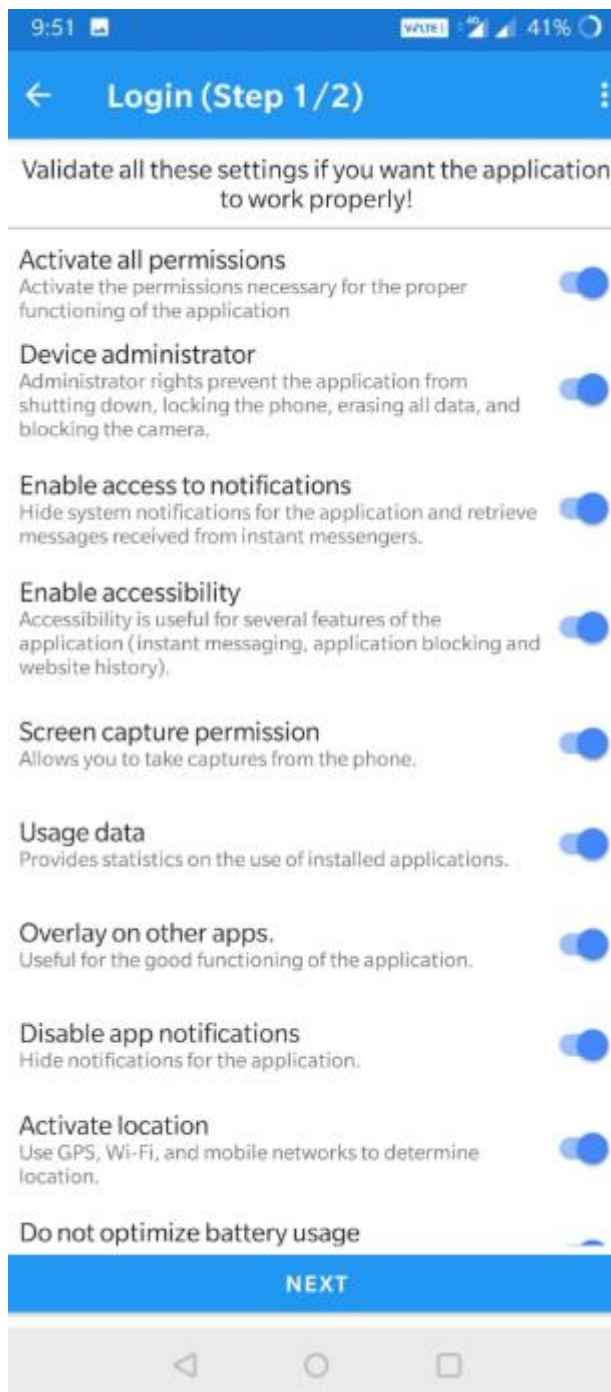 9:51 VoLTE 4G 41%
Login (Step 1/2)
Validate all these settings if you want the application
to work properly!
Activate all permissions
Activate the permissions necessary for the proper
functioning of the application
Device administrator
Administrator rights prevent the application from
shutting down, locking the phone, erasing all data, and
blocking the camera.
Enable access to notifications
Hide system notifications for the application and retrieve
messages received from instant messengers.
Enable accessibility
Accessibility is useful for several features of the
application (instant messaging, application blocking and
website history).
Screen capture permission
Allows you to take captures from the phone.
Usage data
Provides statistics on the use of installed applications.
Overlay on other apps.
Useful for the good functioning of the application.
Disable app notifications
Hide notifications for the application.
Activate location
Use GPS, Wi-Fi, and mobile networks to determine
location.
Do not optimize battery usage
NEXT